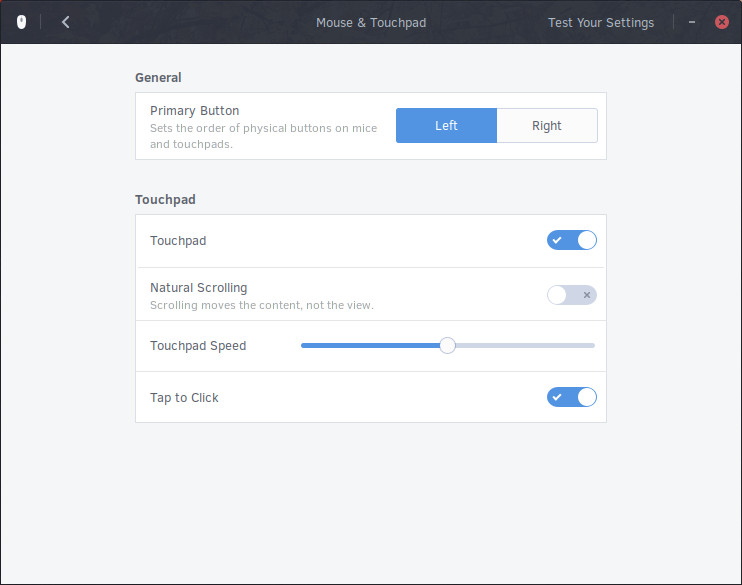 Mouse & Touchpad
Test Your Settings
General
Primary Button
Sets the order of physical buttons on mice
and touchpads.
Left
Right
Touchpad
Touchpad
Natural Scrolling
Scrolling moves the content, not the view.
Touchpad Speed
Tap to Click